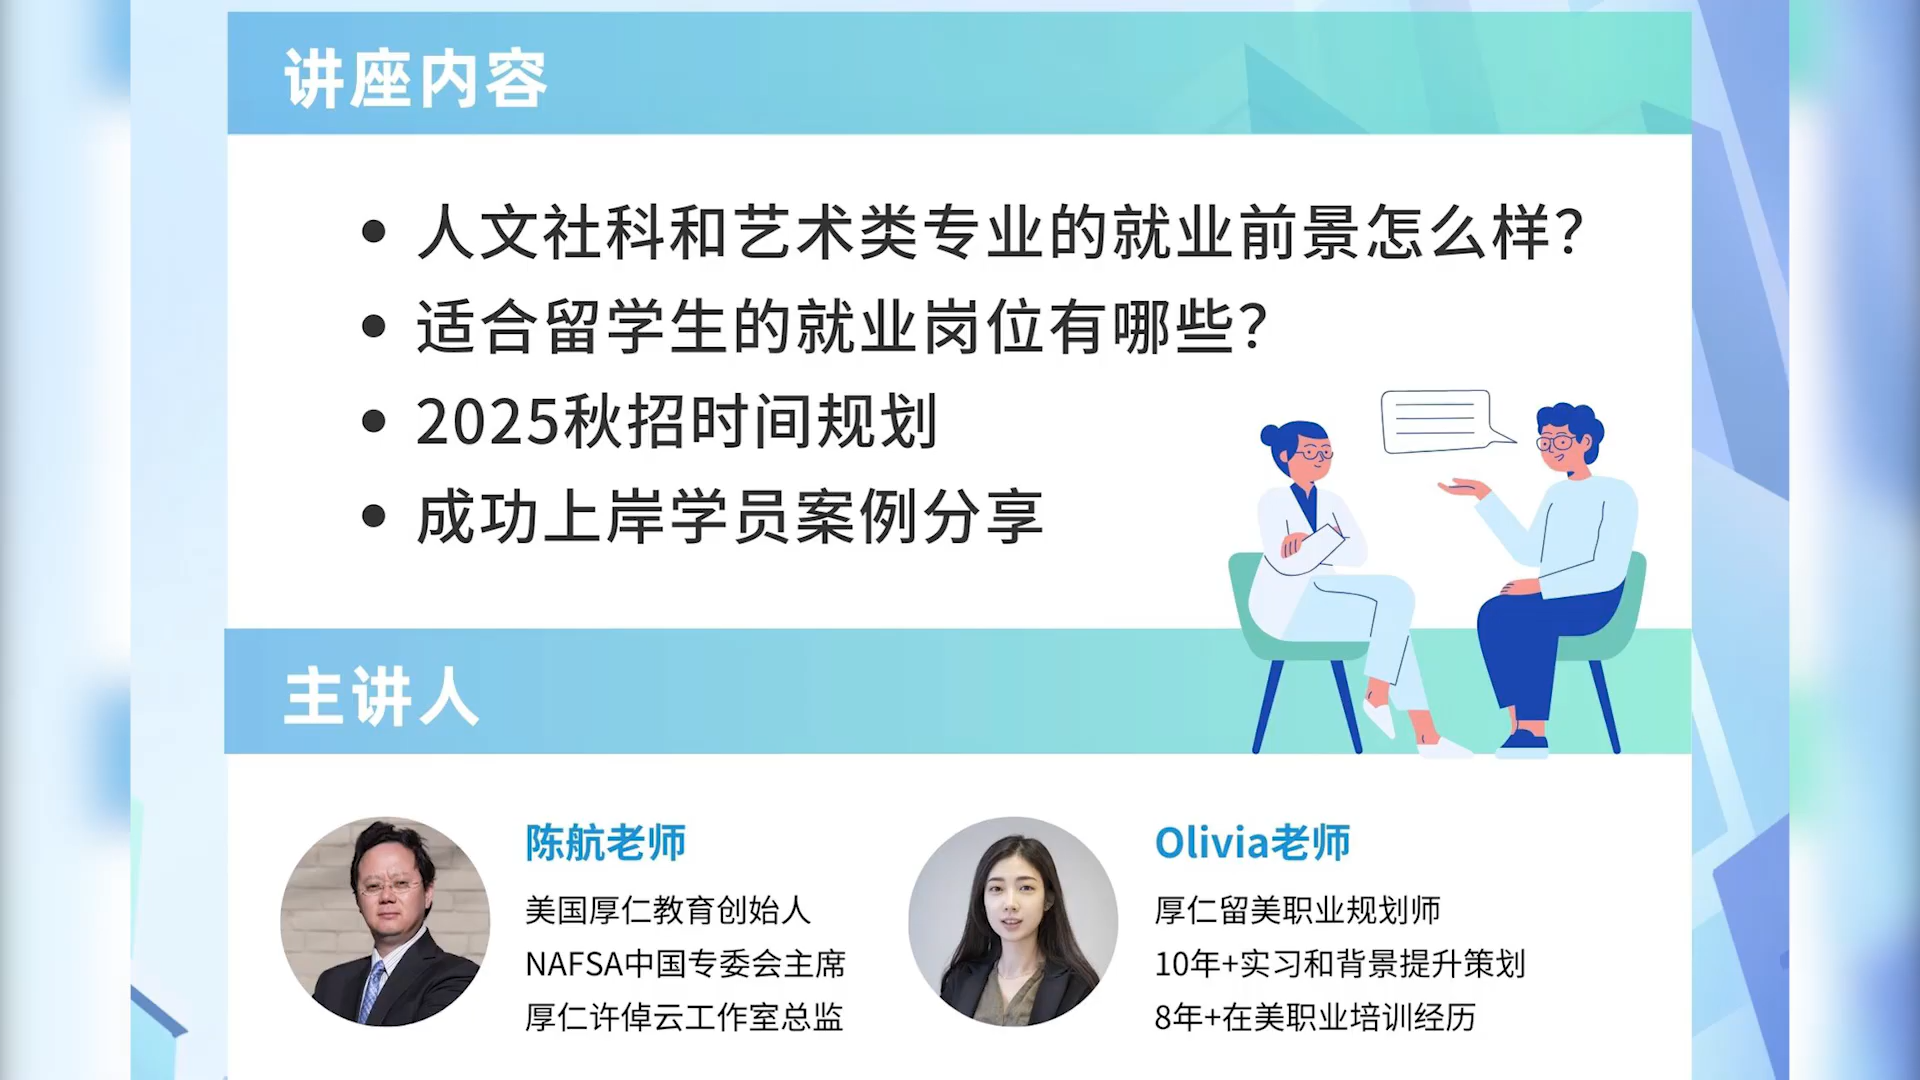 讲座内容
人文社科和艺术类专业的就业前景怎么样？
适合留学生的就业岗位有哪些？
2025秋招时间规划
成功上岸学员案例分享
主讲人
陈航老师
美国厚仁教育创始人
NAFSA中国专委会主席
厚仁许倬云工作室总监
Olivia老师
厚仁留美职业规划师
10年+实习和背景提升策划
8年+在美职业培训经历